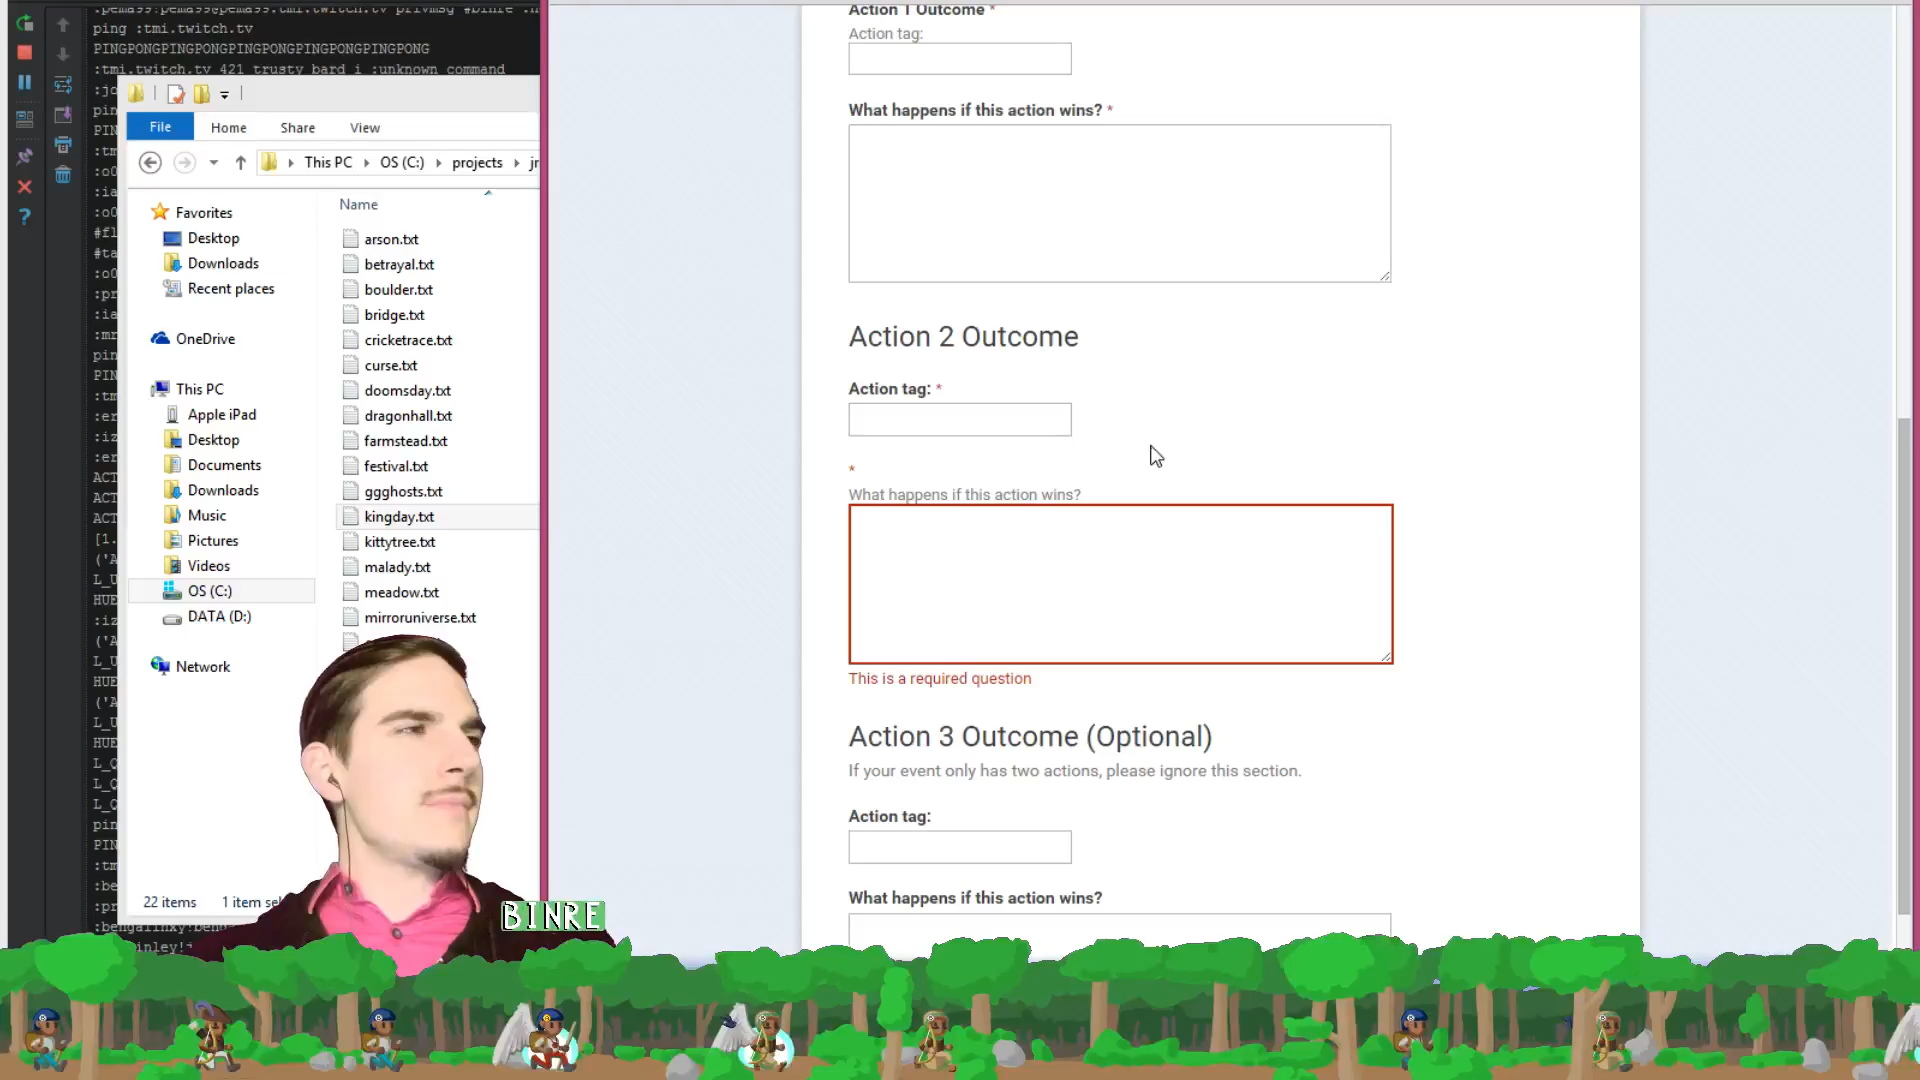 ping :tmi.twitch.tv
PINGPONGPINGPONGPINGPONGPINGPONGPINGPONG
:tmi.twitch.tv 421 trusty_bard_i :unknown command
File
Home
Share
View
This PC
OS (C:)
projects
Name
Favorites
Desktop
Downloads
Recent places
OneDrive
This PC
Apple iPad
Desktop
Documents
Downloads
Music
Pictures
Videos
OS (C:)
DATA (D:)
Network
arson.txt
betrayal.txt
boulder.txt
bridge.txt
cricketrace.txt
curse.txt
doomsday.txt
dragonhall.txt
farmstead.txt
festival.txt
ggghosts.txt
kingday.txt
kittytree.txt
malady.txt
meadow.txt
mirroruniverse.txt
22 items
1 item
BINRE
Action 1 Outcome *
Action tag:
What happens if this action wins? *
Action 2 Outcome
Action tag: *
*
What happens if this action wins?
This is a required question
Action 3 Outcome (Optional)
If your event only has two actions, please ignore this section.
Action tag:
What happens if this action wins?